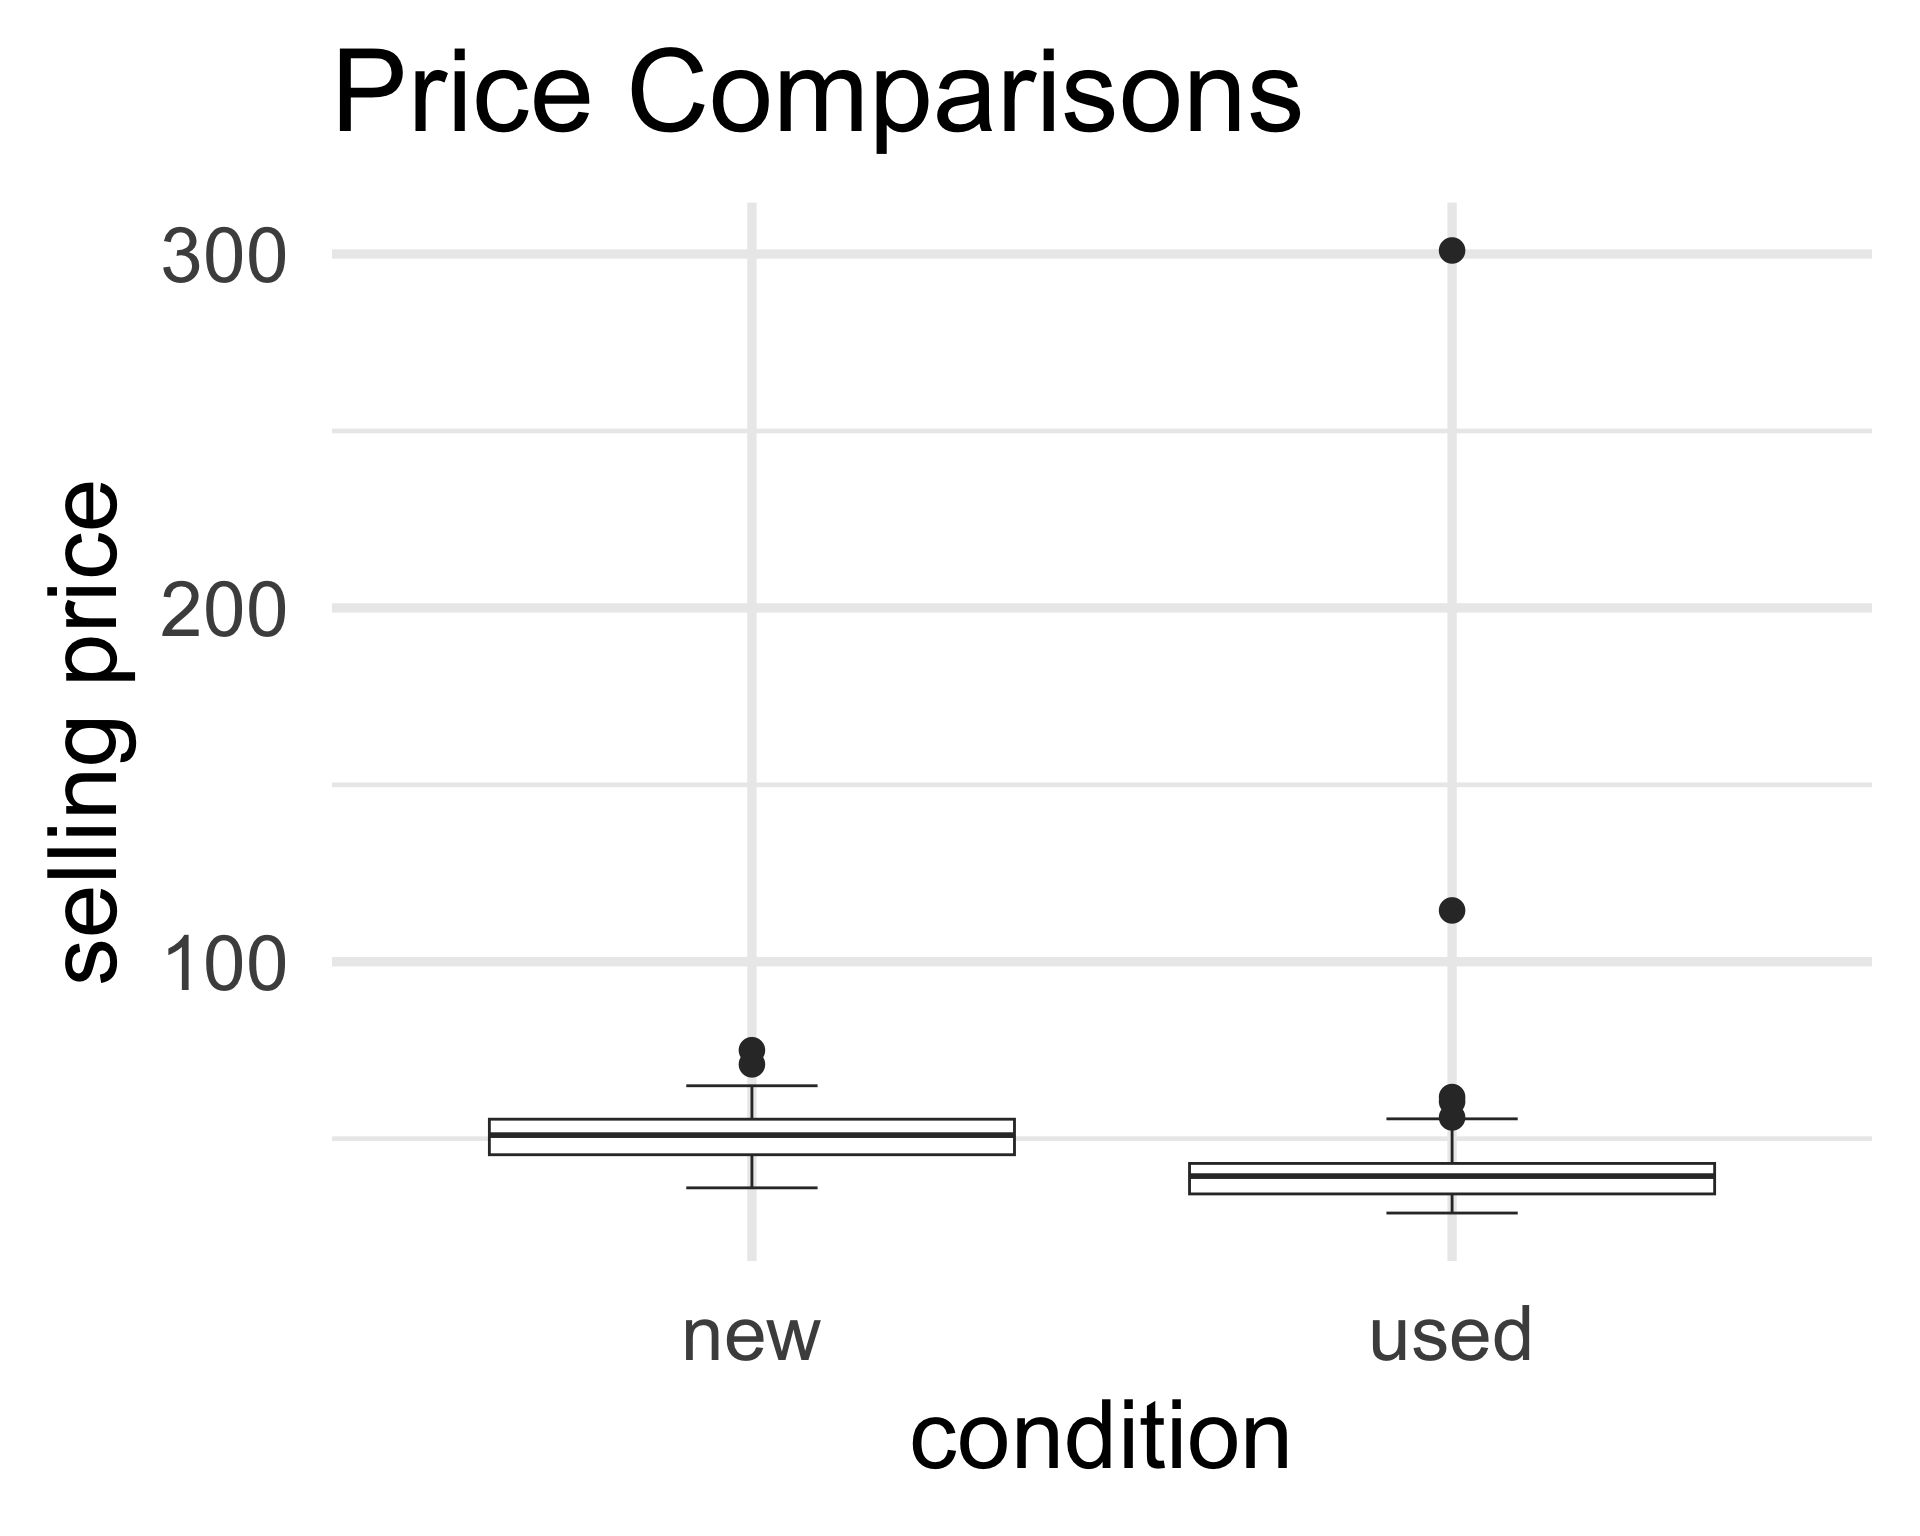 Price Comparisons
selling price
300
200
100
new used
condition